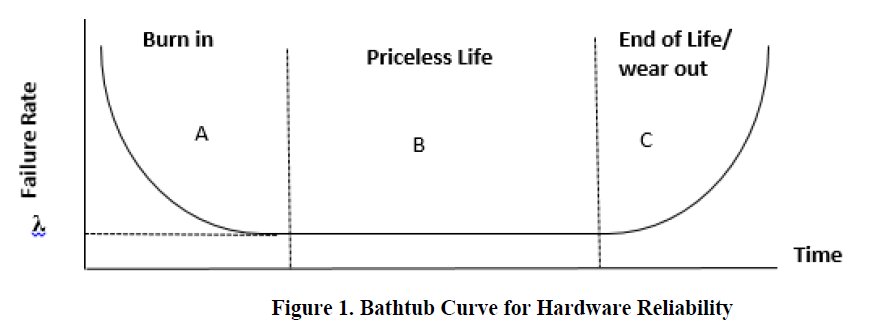 Burn in
Priceless Life
End of Life/
wear out
Failure Rate
A
B
C
λ
Time
Figure 1. Bathtub Curve for Hardware Reliability